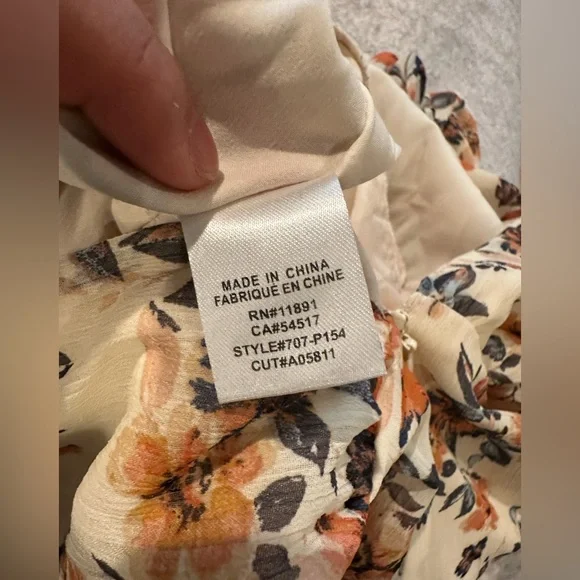 MADE IN CHINA
FABRIQUÉ EN CHINE
RN#11891
CA#54517
STYLE#707-P154
CUT#A05811